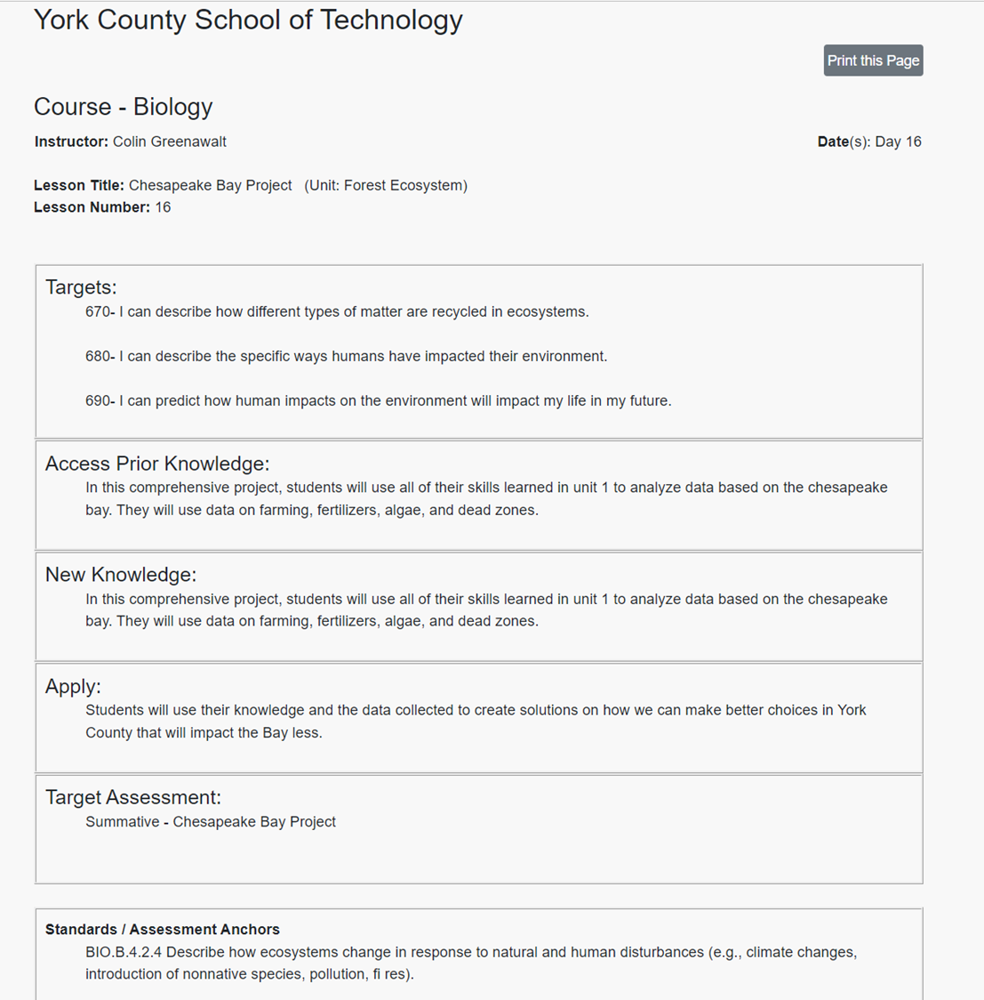 York County School of Technology
Print this Page
Course - Biology
Instructor: Colin Greenawalt
Date(s): Day 16
Lesson Title: Chesapeake Bay Project (Unit: Forest Ecosystem)
Lesson Number: 16
Targets:
670- I can describe how different types of matter are recycled in ecosystems.
680- I can describe the specific ways humans have impacted their environment.
690- I can predict how human impacts on the environment will impact my life in my future.
Access Prior Knowledge:
In this comprehensive project, students will use all of their skills learned in unit 1 to analyze data based on the chesapeake
bay. They will use data on farming, fertilizers, algae, and dead zones.
New Knowledge:
In this comprehensive project, students will use all of their skills learned in unit 1 to analyze data based on the chesapeake
bay. They will use data on farming, fertilizers, algae, and dead zones.
Apply:
Students will use their knowledge and the data collected to create solutions on how we can make better choices in York
County that will impact the Bay less.
Target Assessment:
Summative - Chesapeake Bay Project
Standards / Assessment Anchors
BIO.B.4.2.4 Describe how ecosystems change in response to natural and human disturbances (e.g., climate changes,
introduction of nonnative species, pollution, fi res).